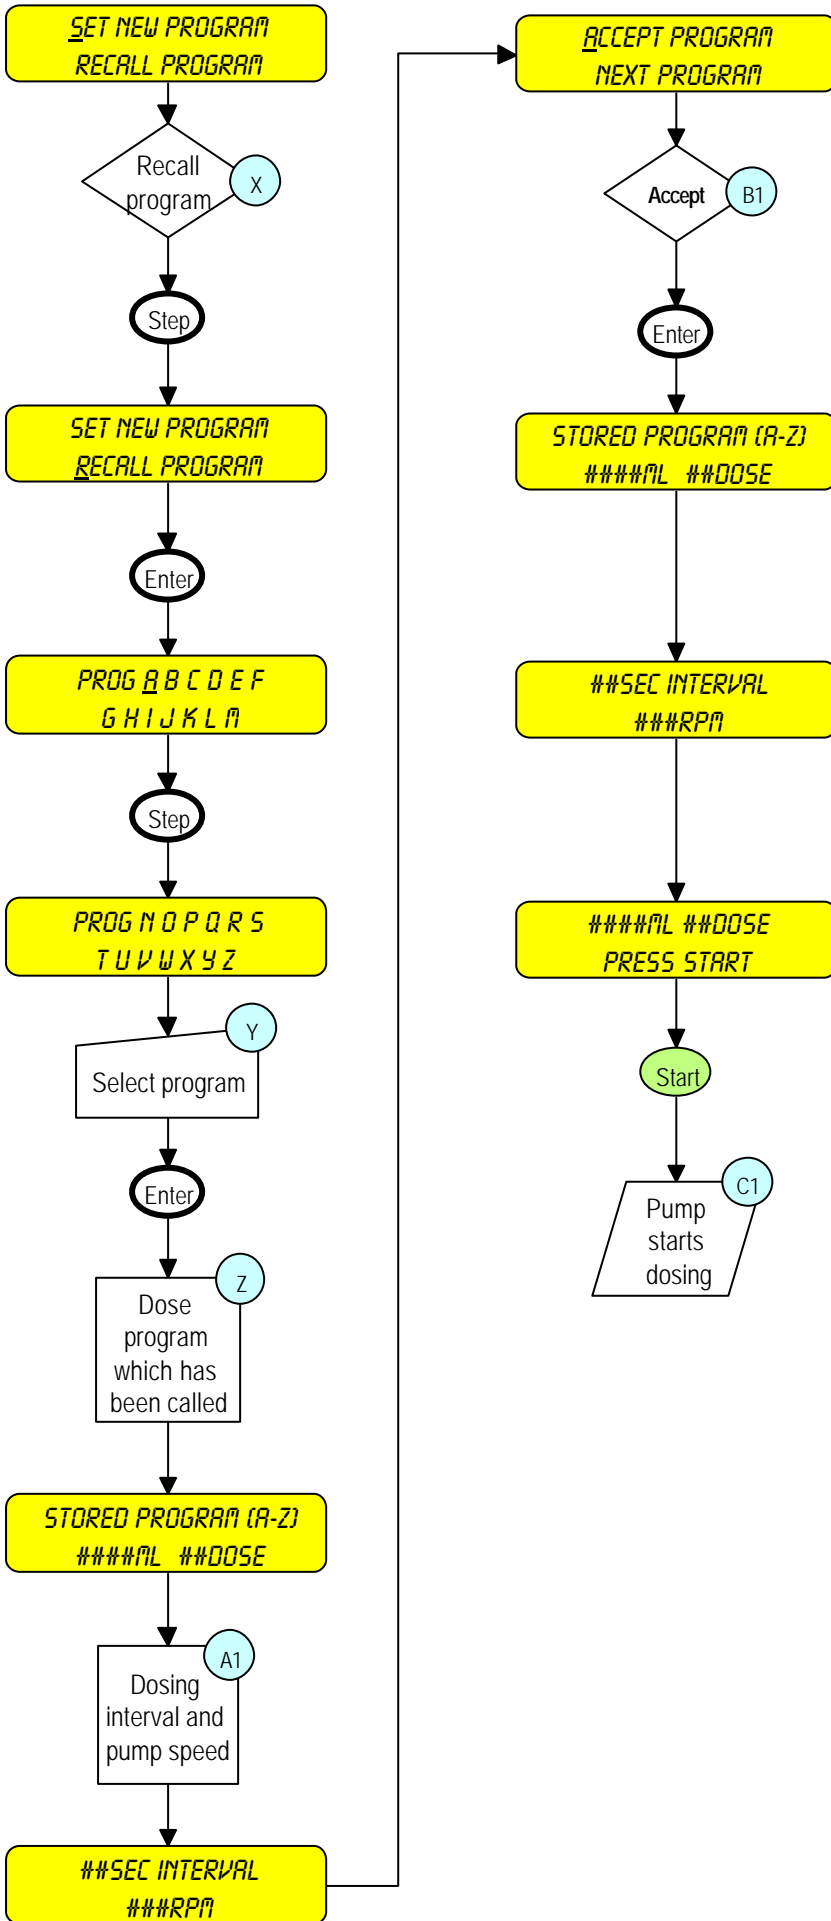 SET NEW PROGRAM
RECALL PROGRAM
Recall
program
X
Step
SET NEW PROGRAM
RECALL PROGRAM
Enter
PROG A B C D E F
G H I J K L M
Step
PROG N O P Q R S
T U V W X Y Z
Y
Select program
Enter
Z
Dose
program
which has
been called
STORED PROGRAM (A-Z)
####ML ##DOSE
A1
Dosing
interval and
pump speed
##SEC INTERVAL
###RPM
ACCEPT PROGRAM
NEXT PROGRAM
Accept
B1
Enter
STORED PROGRAM (A-Z)
####ML ##DOSE
##SEC INTERVAL
###RPM
####ML ##DOSE
PRESS START
Start
C1
Pump
starts
dosing